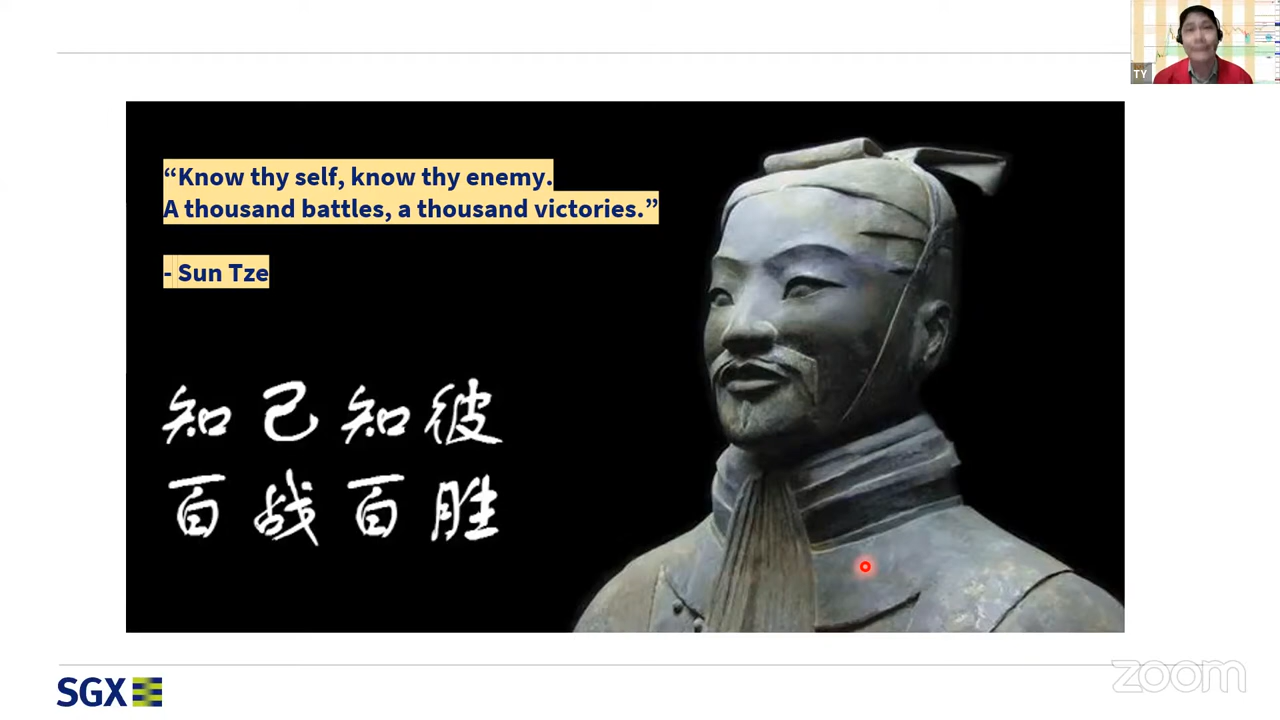 TY
“Know thy self, know thy enemy.
A thousand battles, a thousand victories.”
- Sun Tze
知己知彼
百战百胜
SGX
zoom